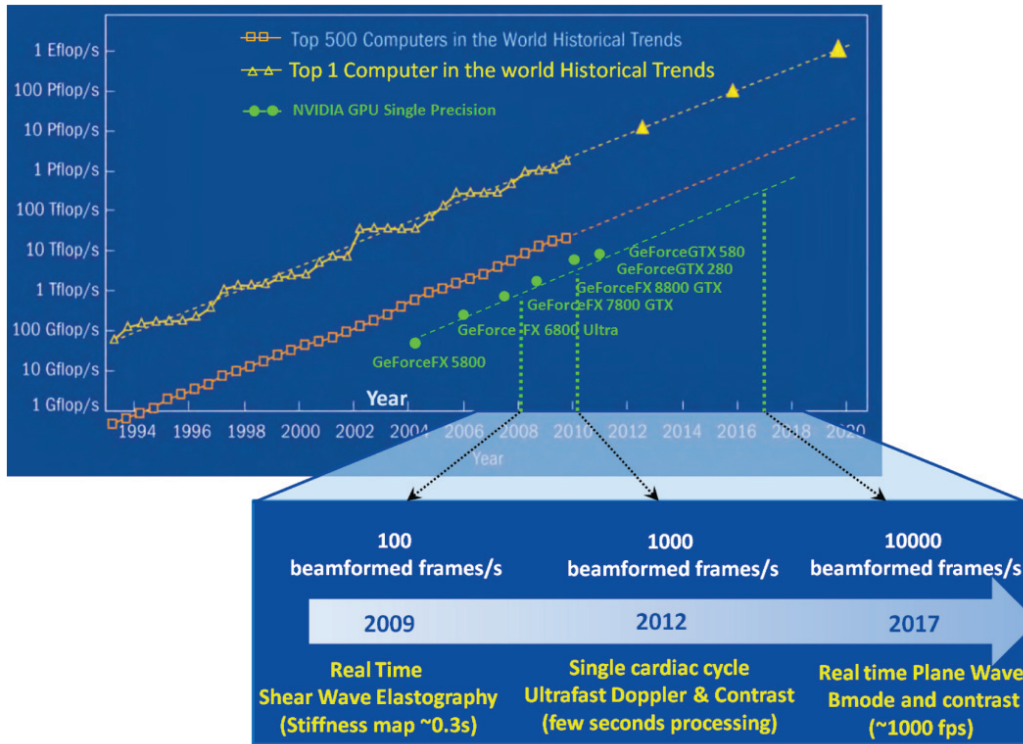 Top 500 Computers in the World Historical Trends
Top 1 Computer in the world Historical Trends
NVIDIA GPU Single Precision
1 Eflop/s
100 Pflop/s
10 Pflop/s
1 Pflop/s
100 Tflop/s
10 Tflop/s
1 Tflop/s
100 Gflop/s
10 Gflop/s
1 Gflop/s
GeForceGTX 580
GeForceGTX 280
GeForceFX 8800 GTX
GeForceFX 7800 GTX
GeForce FX 6800 Ultra
GeForceFX 5800
Year
1994 1996 1998 2000 2002 2004 2006 2008 2010 2012 2014 2016 2018 2020
Year
100
beamformed frames/s
1000
beamformed frames/s
10000
beamformed frames/s
2009
2012
2017
Real Time
Shear Wave Elastography
(Stiffness map ~0.3s)
Single cardiac cycle
Ultrafast Doppler & Contrast
(few seconds processing)
Real time Plane Wave
Bmode and contrast
(~1000 fps)